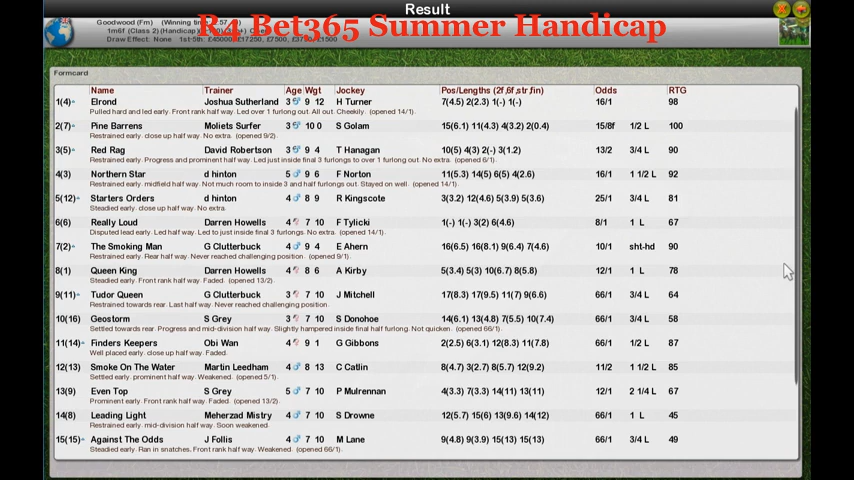 Result
R4 Bet365 Summer Handicap
Goodwood (Fm) (Winning time
1m6f (Class 2) (Handicap)
Draw Effect: None 1st-5th: £45000, £17250, £7500,
Formcard
Name Trainer Age Wgt Jockey Pos/Lengths (2f,6f,str,fin) Odds RTG
1(4) Elrond Joshua Sutherland 3 9 12 H Turner 7(4.5) 2(2.3) 1(-) 1(-) 16/1 98
Pulled hard and led early. Front rank half way. Led over 1 furlong out. All out. Cheekily. (opened 14/1).
2(7) Pine Barrens Moliets Surfer 3 10 0 S Golam 15(6.1) 11(4.3) 4(3.2) 2(0.4) 15/8f 1/2 L 100
Restrained early. close up half way. No extra. (opened 9/2).
3(5) Red Rag David Robertson 3 9 4 T Hanagan 10(5) 4(3) 2(-) 3(1.2) 13/2 3/4 L 90
Restrained early. Progress and prominent half way. Led just inside final 3 furlongs to over 1 furlong out. No extra. (opened 6/1).
4(3) Northern Star d hinton 5 9 6 F Norton 11(5.3) 14(5) 6(5) 4(2.6) 16/1 1 1/2 L 92
Restrained early. midfield half way. Not much room to inside 3 and half furlongs out. Stayed on well. (opened 14/1).
5(12) Starters Orders d hinton 4 8 9 R Kingscote 3(3.2) 12(4.6) 5(3.9) 5(3.6) 25/1 3/4 L 81
Steadied early. close up half way. No extra.
6(6) Really Loud Darren Howells 4 7 10 F Tylicki 1(-) 1(-) 3(2) 6(4.6) 8/1 1 L 67
Disputed lead early. Led half way. Led to just inside final 3 furlongs. No extra. (opened 14/1).
7(2) The Smoking Man G Clutterbuck 4 9 4 E Ahern 16(6.5) 16(8.1) 9(6.4) 7(4.6) 10/1 sht-hd 90
Restrained early. Rear half way. Never reached challenging position. (opened 9/1).
8(1) Queen King Darren Howells 4 8 6 A Kirby 5(3.4) 5(3) 10(6.7) 8(5.8) 12/1 1 L 78
Steadied early. Front rank half way. Faded. (opened 13/2).
9(11) Tudor Queen G Clutterbuck 3 7 10 J Mitchell 17(8.3) 17(9.5) 11(7) 9(6.6) 66/1 3/4 L 64
Restrained towards rear. Last half way. Never reached challenging position.
10(16) Geostorm S Grey 3 7 10 S Donohoe 14(6.1) 13(4.8) 7(5.5) 10(7.4) 66/1 3/4 L 58
Settled towards rear. Progress and mid-division half way. Slightly hampered inside final half furlong. Not quicken. (opened 66/1).
11(14) Finders Keepers Obi Wan 4 9 1 G Gibbons 2(2.5) 6(3.1) 12(8.3) 11(7.8) 66/1 1/2 L 87
Well placed early. close up half way. Faded.
12(13) Smoke On The Water Martin Leedham 4 8 13 C Catlin 8(4.7) 3(2.7) 8(5.7) 12(9.2) 11/2 1 1/2 L 85
Settled early. prominent half way. Weakened. (opened 5/1).
13(9) Even Top S Grey 5 7 10 P Mulrennan 4(3.3) 7(3.3) 14(11) 13(11) 12/1 2 1/4 L 67
Prominent early. Front rank half way. Faded. (opened 13/2).
14(8) Leading Light Meherzad Mistry 4 7 10 S Drowne 12(5.7) 15(6) 13(9.6) 14(12) 66/1 1 L 45
Restrained early. mid-division half way. Soon weakened.
15(15) Against The Odds J Follis 4 7 10 M Lane 9(4.8) 9(3.9) 15(13) 15(13) 66/1 3/4 L 49
Steadied early. Ran in snatches. Front rank half way. Weakened. (opened 66/1).